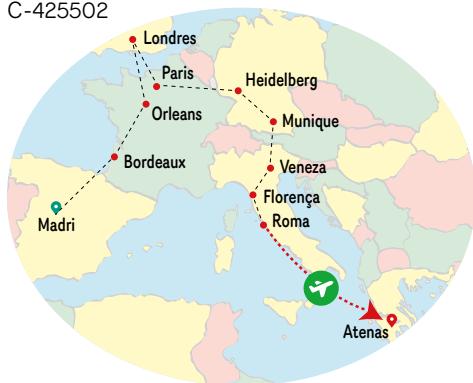 C-425502
Londres
Paris
Heidelberg
Orleans
Munique
Bordeaux
Veneza
Florença
Madri
Roma
Atenas